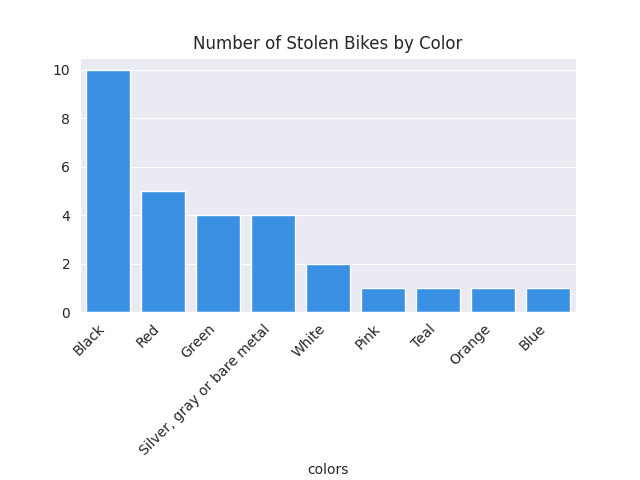 Number of Stolen Bikes by Color
10
8
6
4
2
0
Black
Red
Green
Silver, gray or bare metal
White
Pink
Teal
Orange
Blue
colors